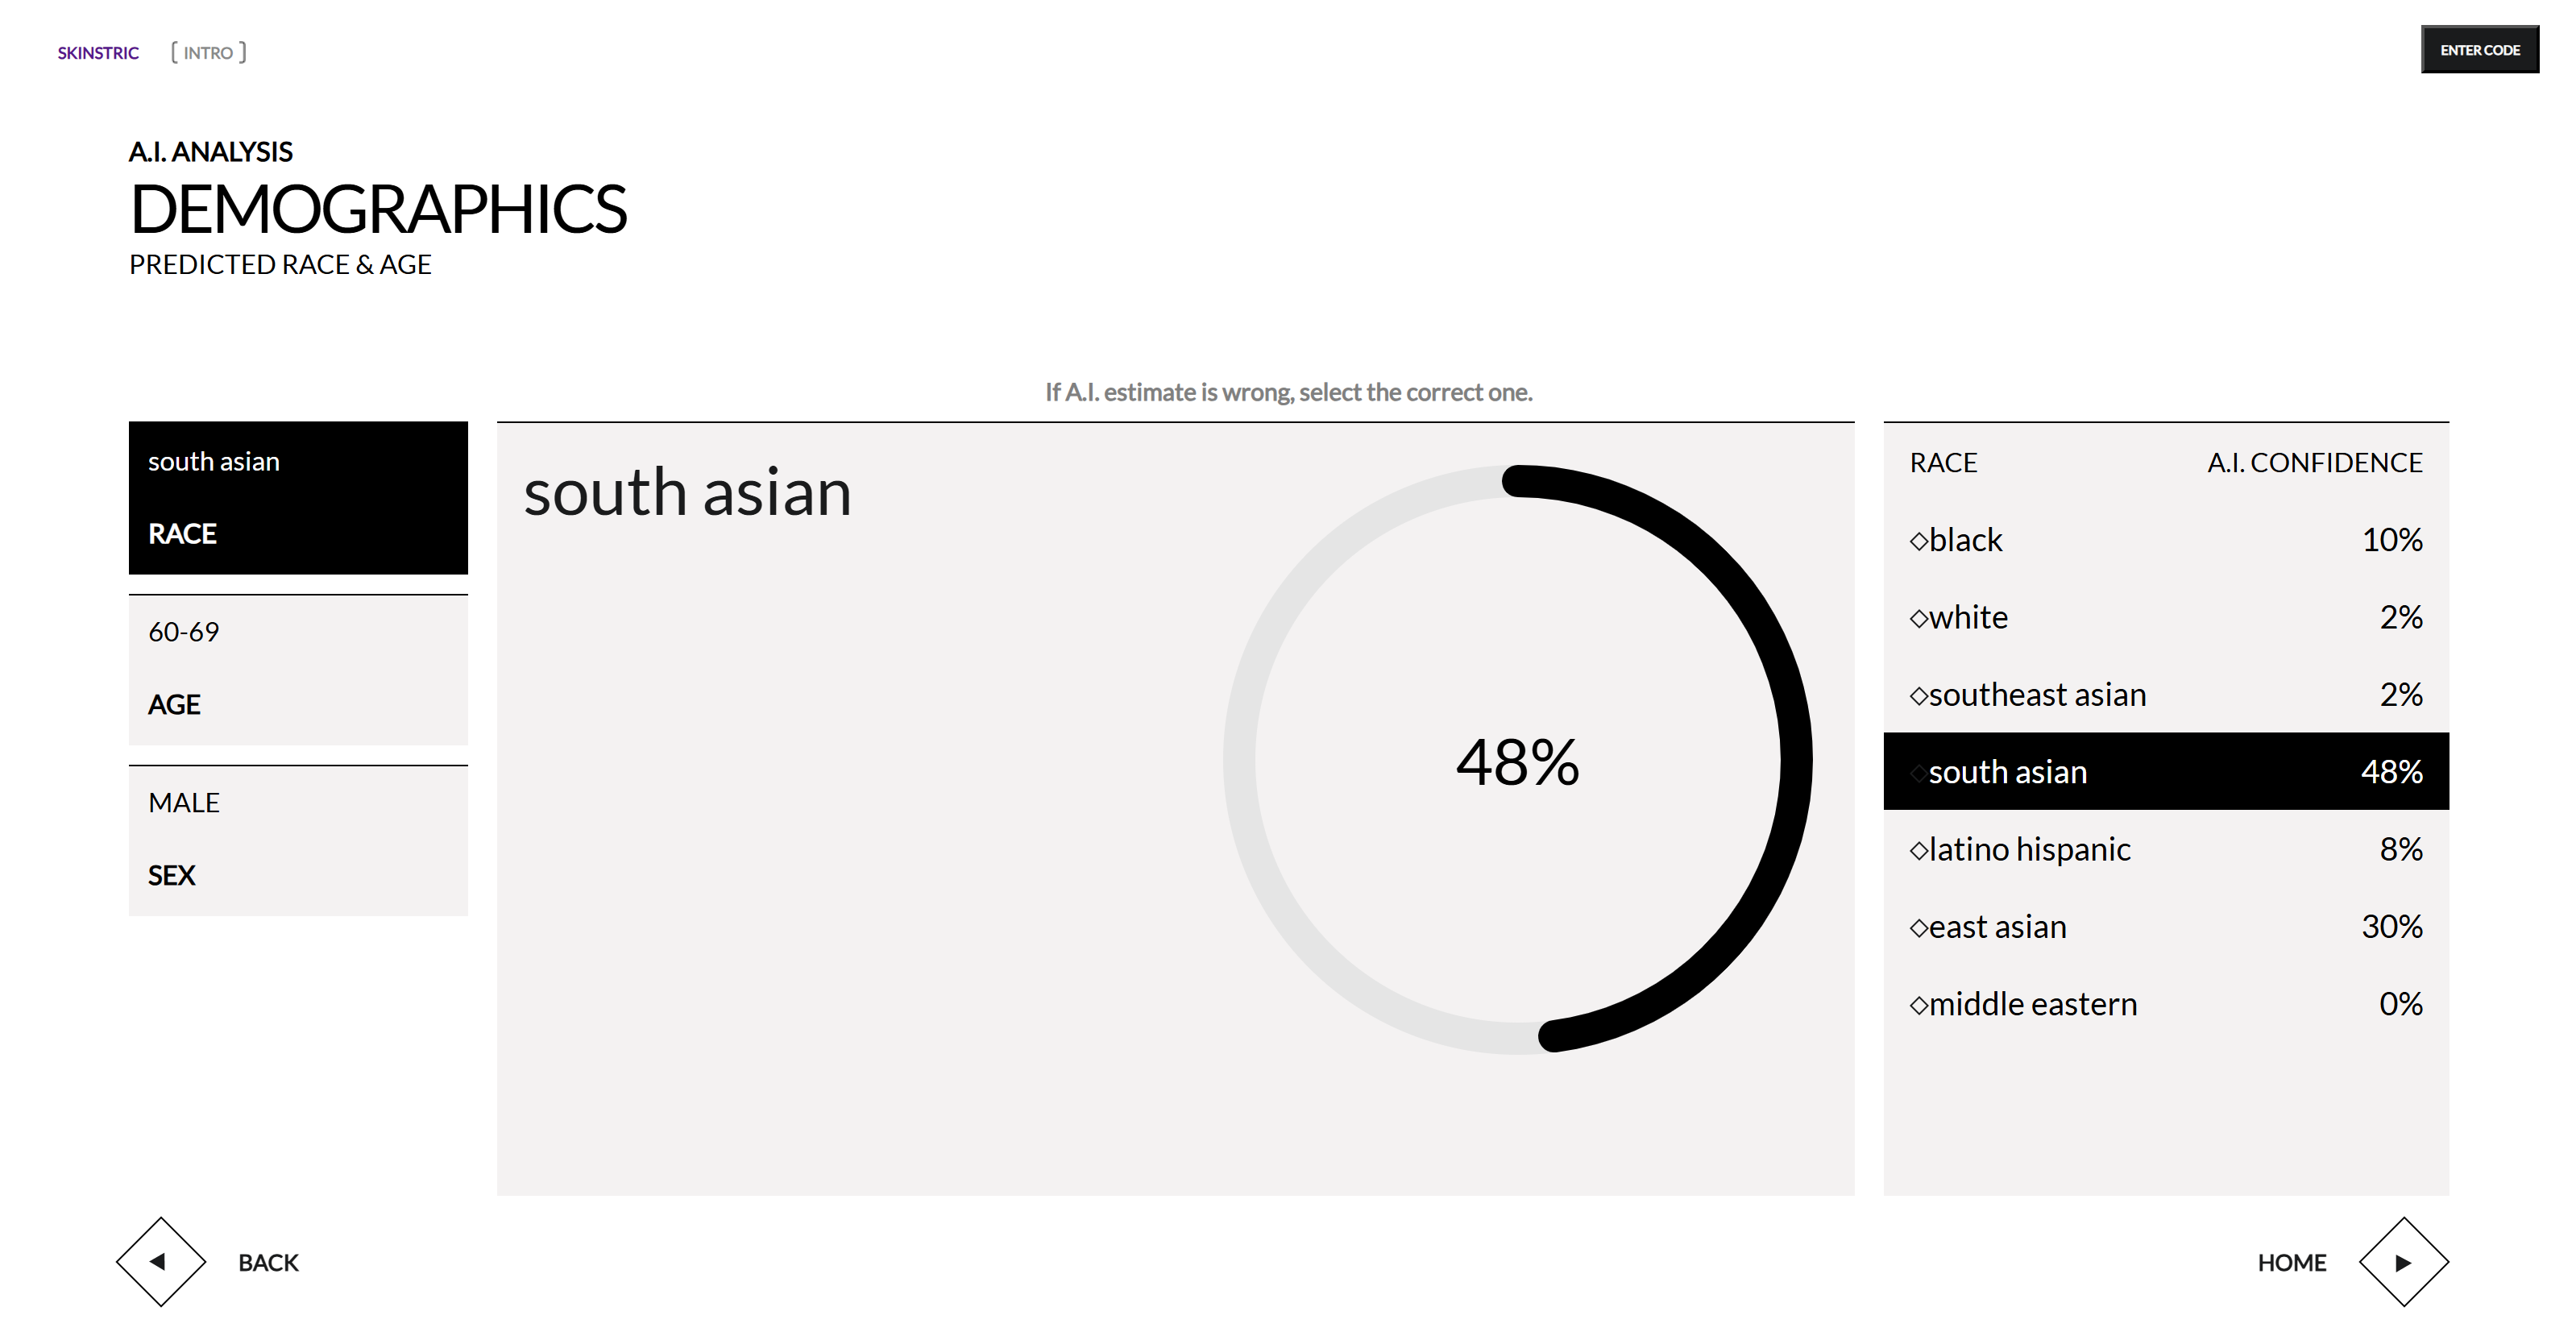 SKINSTRIC [ INTRO ]
ENTER CODE
A.I. ANALYSIS
DEMOGRAPHICS
PREDICTED RACE & AGE
If A.I. estimate is wrong, select the correct one.
south asian
RACE
60-69
AGE
MALE
SEX
south asian
48%
RACE A.I. CONFIDENCE
◇black 10%
◇white 2%
◇southeast asian 2%
◇south asian 48%
◇latino hispanic 8%
◇east asian 30%
◇middle eastern 0%
BACK
HOME